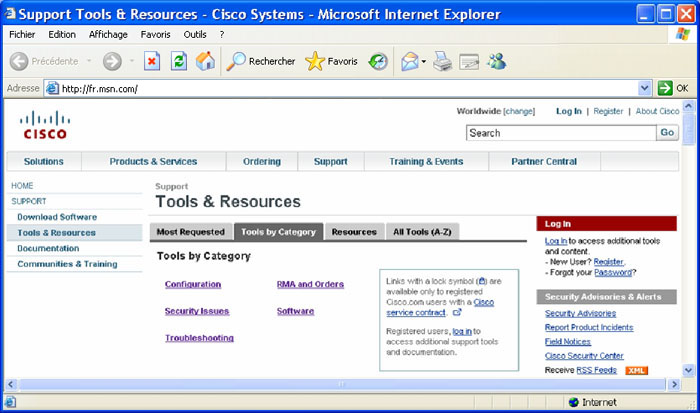 Support Tools & Resources - Cisco Systems - Microsoft Internet Explorer
Fichier Edition Affichage Favoris Outils ?
Précédente Rechercher Favoris
Adresse http://fr.msn.com/ OK
Worldwide [change] Log In | Register | About Cisco
CISCO
Search Go
Solutions Products & Services Ordering Support Training & Events Partner Central
HOME
SUPPORT
Download Software
Tools & Resources
Documentation
Communities & Training
Support
Tools & Resources
Most Requested Tools by Category Resources All Tools (A-Z)
Tools by Category
Configuration RMA and Orders
Security Issues Software
Troubleshooting
Links with a lock symbol ( ) are
available only to registered
Cisco.com users with a Cisco
service contract.
Registered users, log in to
access additional support tools
and documentation.
Log In
Log In to access additional tools
and content.
- New User? Register.
- Forgot your Password?
Security Advisories & Alerts
Security Advisories
Report Product Incidents
Field Notices
Cisco Security Center
Receive RSS Feeds XML
Internet